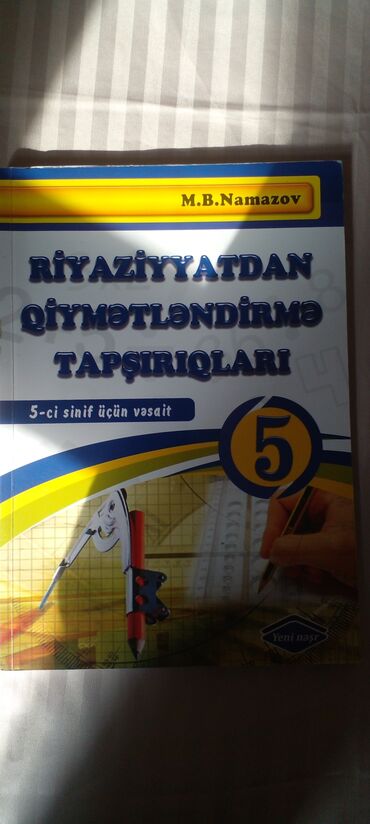 M.B.Namazov
RİYAZİYYATDAN
QİYMƏTLƏNDİRMƏ
TAPŞIRIQLARI
5-ci sinif üçün vəsait
5
Yeni nəşr